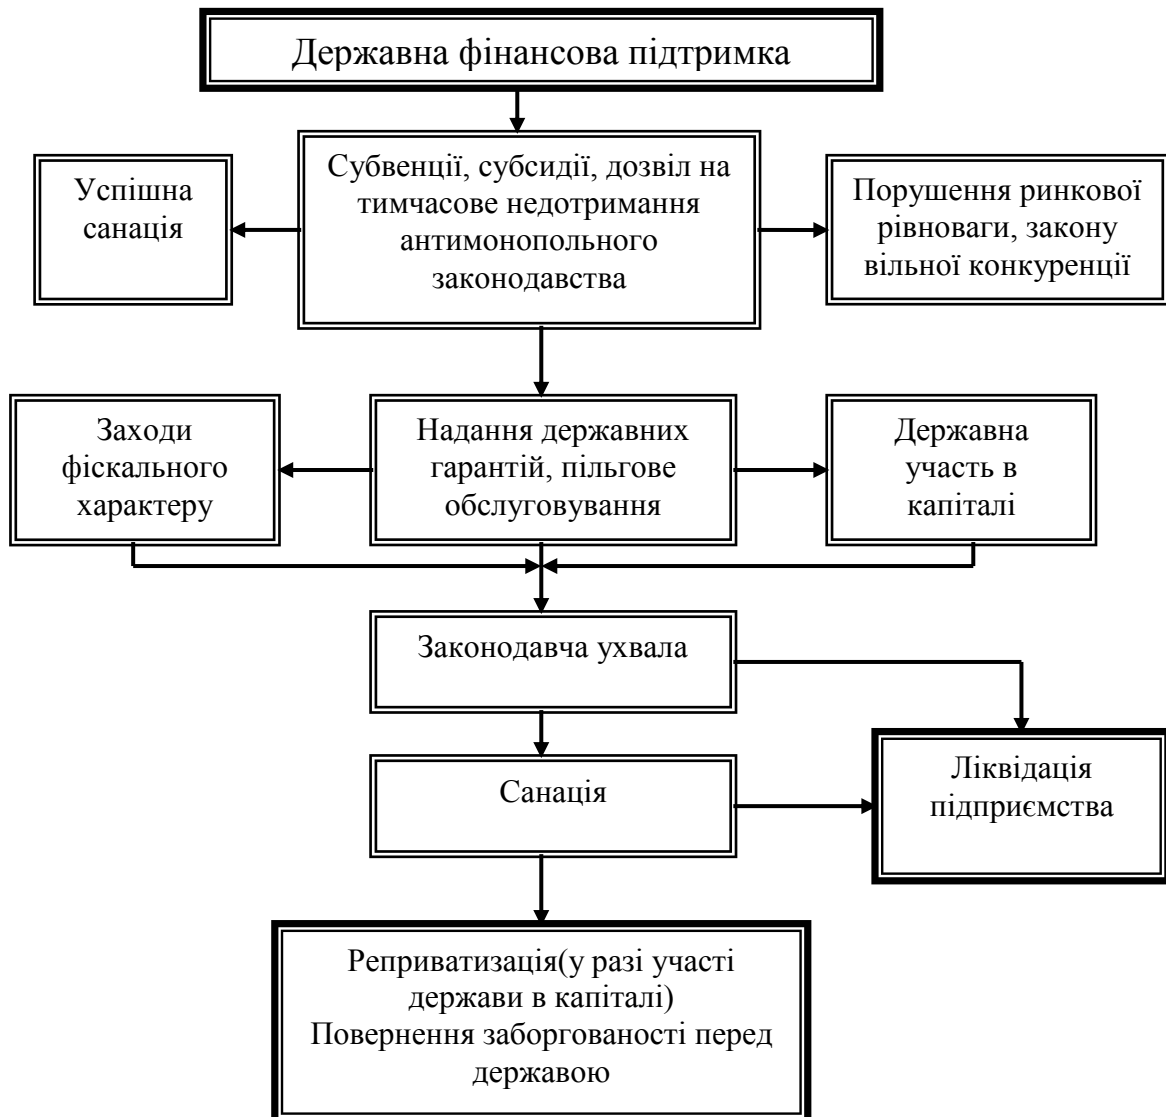 Державна фінансова підтримка
Успішна
санація
Субвенції, субсидії, дозвіл на
тимчасове недотримання
антимонопольного
законодавства
Порушення ринкової
рівноваги, закону
вільної конкуренції
Заходи
фіскального
характеру
Надання державних
гарантій, пільгове
обслуговування
Державна
участь в
капіталі
Законодавча ухвала
Санація
Ліквідація
підприємства
Реприватизація(у разі участі
держави в капіталі)
Повернення заборгованості перед
державою